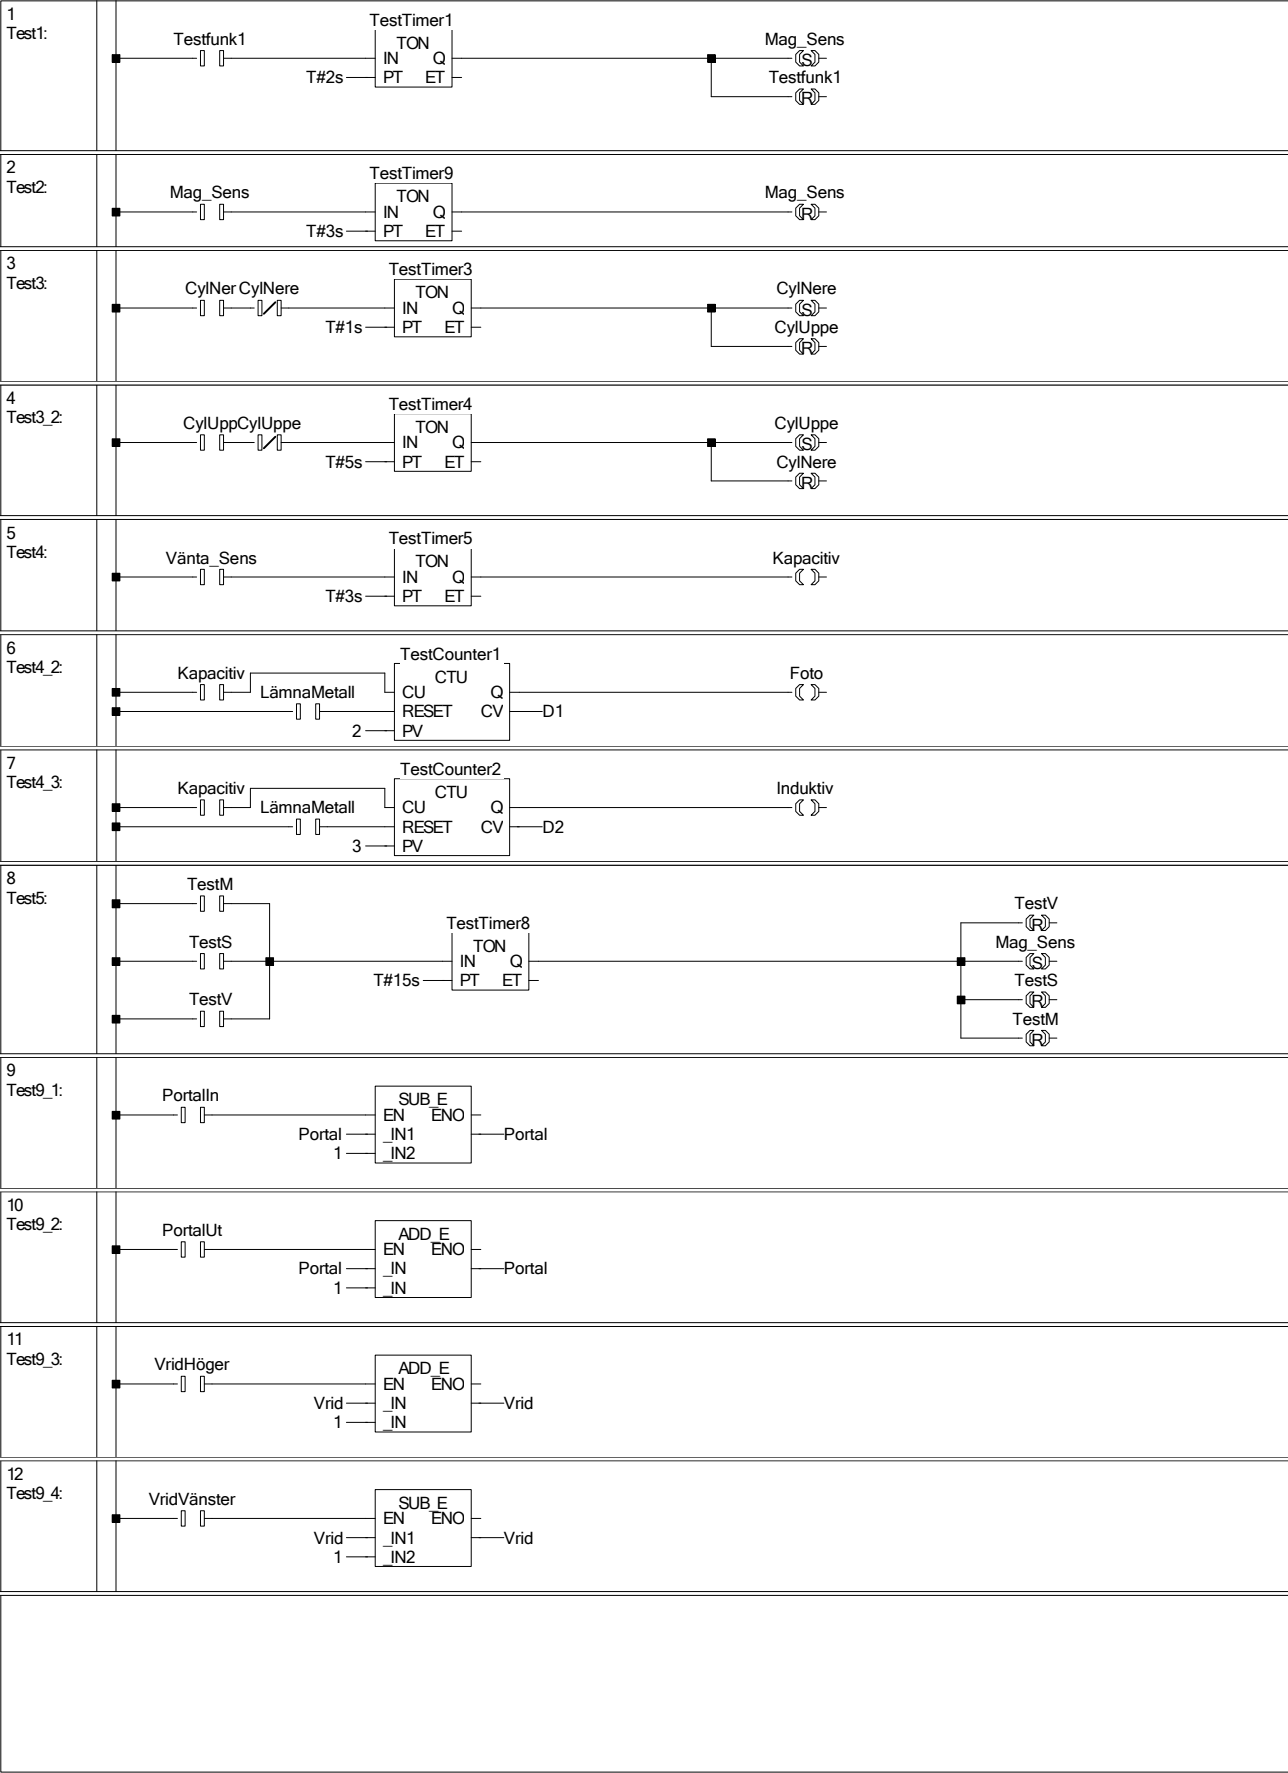 1
Test1:
TestTimer1
Testfunk1
TON
Mag_Sens
IN Q
S
T#2s PT ET
Testfunk1
R
2
Test2:
TestTimer9
Mag_Sens
TON
Mag_Sens
IN Q
R
T#3s PT ET
3
Test3:
TestTimer3
CylNer CylNere
TON
CylNere
IN Q
S
T#1s PT ET
CylUppe
R
4
Test3_2:
TestTimer4
CylUpp CylUppe
TON
CylUppe
IN Q
S
T#5s PT ET
CylNere
R
5
Test4:
TestTimer5
Vänta_Sens
TON
Kapacitiv
IN Q
T#3s PT ET
6
Test4_2:
TestCounter1
Kapacitiv
CTU
Foto
LämnaMetall
CU Q
RESET CV D1
2 PV
7
Test4_3:
TestCounter2
Kapacitiv
CTU
Induktiv
LämnaMetall
CU Q
RESET CV D2
3 PV
8
Test5:
TestM
TestTimer8
TestV
R
TestS
TON
Mag_Sens
IN Q
S
T#15s PT ET
TestS
R
TestV
TestM
R
9
Test9_1:
PortalIn
SUB_E
EN ENO
Portal _IN1 Portal
1 _IN2
10
Test9_2:
PortalUt
ADD_E
EN ENO
Portal _IN Portal
1 _IN
11
Test9_3:
VridHöger
ADD_E
EN ENO
Vrid _IN Vrid
1 _IN
12
Test9_4:
VridVänster
SUB_E
EN ENO
Vrid _IN1 Vrid
1 _IN2